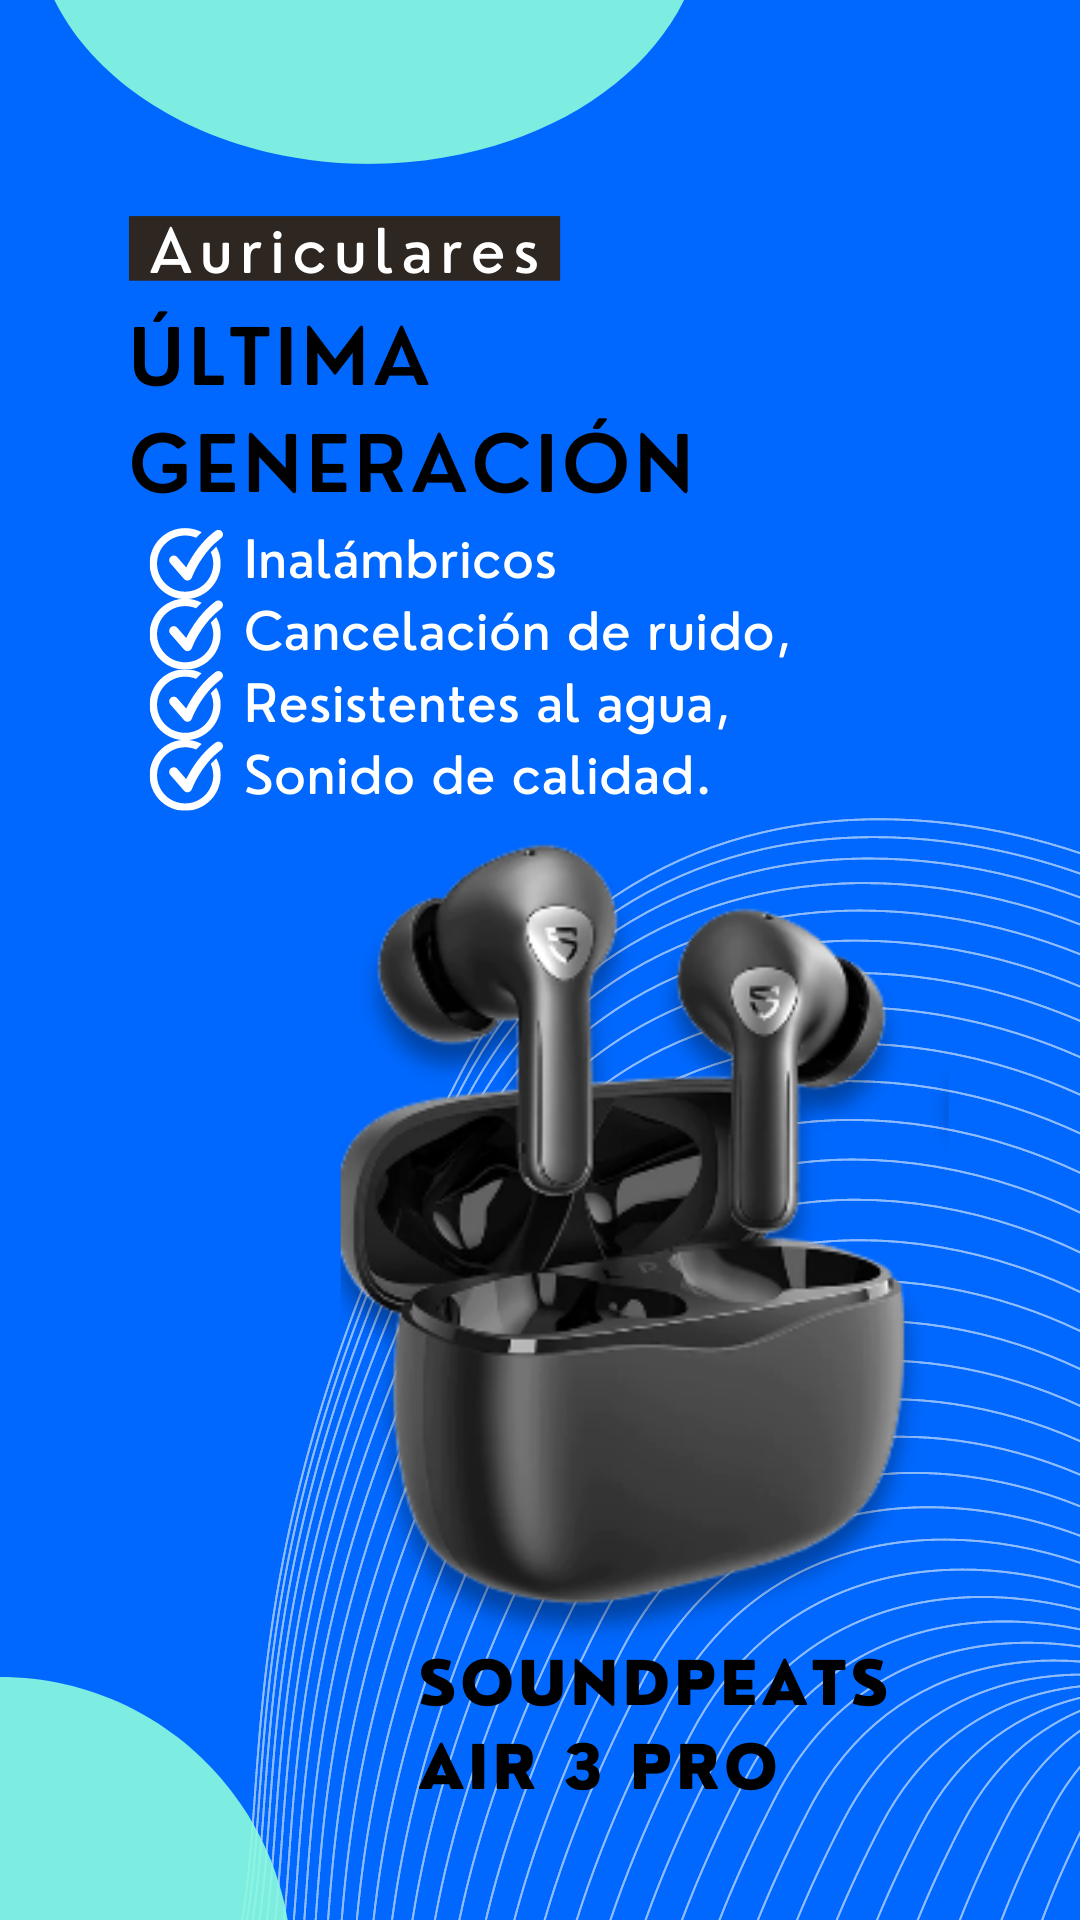 Auriculares
ÚLTIMA
GENERACIÓN
Inalámbricos
Cancelación de ruido,
Resistentes al agua,
Sonido de calidad.
SOUNDPEATS
AIR 3 PRO